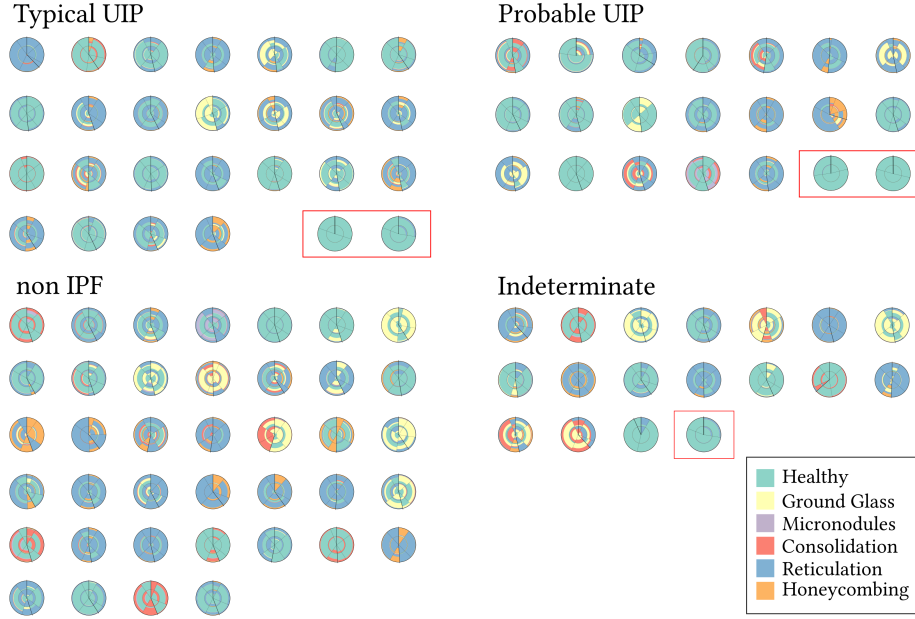 Typical UIP
Probable UIP
non IPF
Indeterminate
Healthy
Ground Glass
Micronodules
Consolidation
Reticulation
Honeycombing